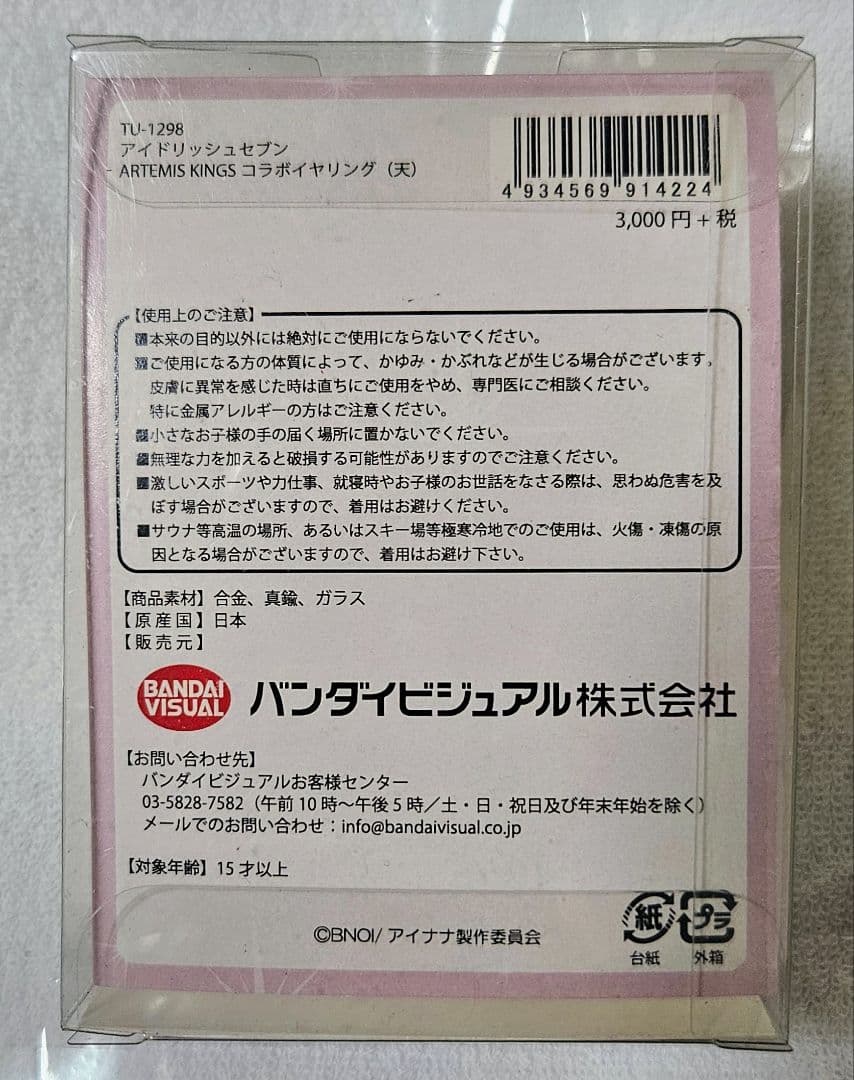 TU-1298
アイドリッシュセブン
ARTEMIS KINGS コラボイヤリング（天）
4 934569 914224
3,000 円 + 税
【使用上のご注意】
■本来の目的以外には絶対にご使用にならないでください。
■ご使用になる方の体質によって、かゆみ・かぶれなどが生じる場合がございます。
皮膚に異常を感じた時は直ちにご使用をやめ、専門医にご相談ください。
特に金属アレルギーの方はご注意ください。
■小さなお子様の手の届く場所に置かないでください。
■無理な力を加えると破損する可能性がありますのでご注意ください。
■激しいスポーツや力仕事、就寝時やお子様のお世話をなさる際は、思わぬ危害を及
ぼす場合がございますので、着用はお避けください。
■サウナ等高温の場所、あるいはスキー場等極寒冷地でのご使用は、火傷・凍傷の原
因となる場合がございますので、着用はお避け下さい。
【商品素材】合金、真鍮、ガラス
【原産国】日本
【販売元】
BANDAI
VISUAL
バンダイビジュアル株式会社
【お問い合わせ先】
バンダイビジュアルお客様センター
03-5828-7582（午前 10 時～午後 5 時／土・日・祝日及び年末年始を除く）
メールでのお問い合わせ：info@bandaivisual.co.jp
【対象年齢】15 才以上
©BNOI/ アイナナ製作委員会
紙 プラ
台紙 外箱